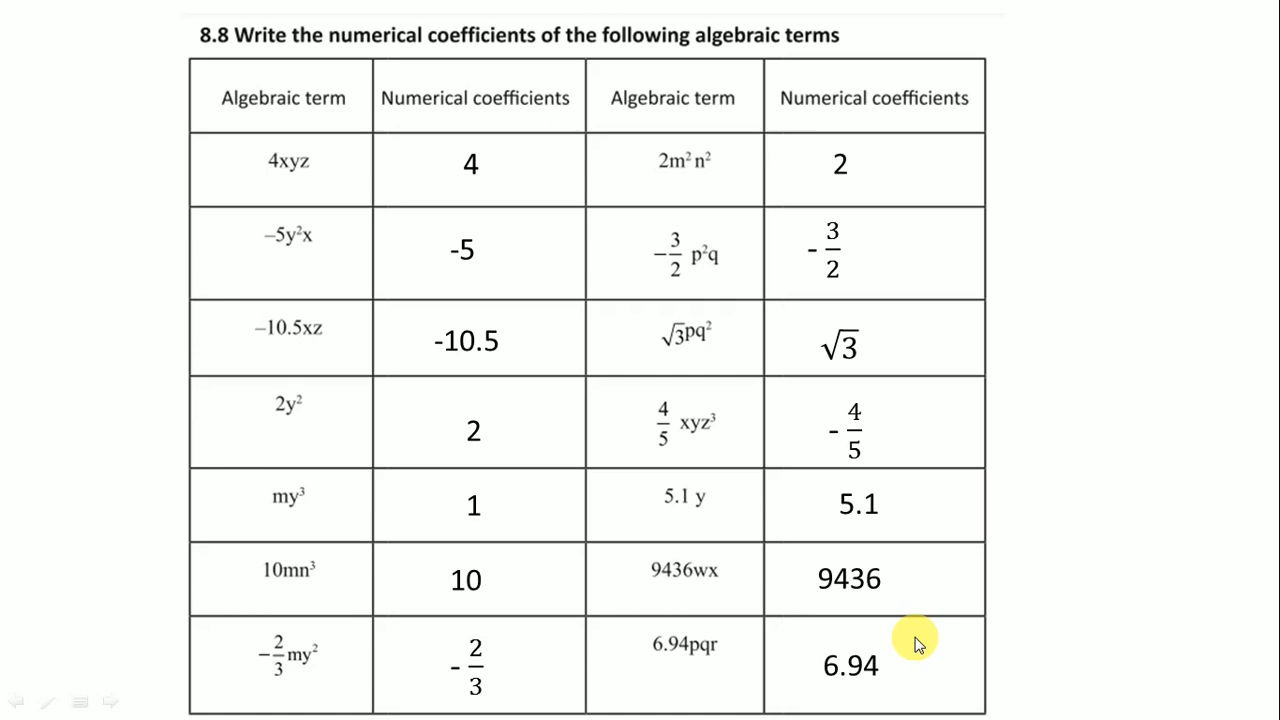 8.8 Write the numerical coefficients of the following algebraic terms
Algebraic term Numerical coefficients Algebraic term Numerical coefficients
4xyz 4 2m²n² 2
–5y²x -5 −3/2 p²q - 3/2
–10.5xz -10.5 √3pq² √3
2y² 2 4/5 xyz³ - 4/5
my³ 1 5.1 y 5.1
10mn³ 10 9436wx 9436
−2/3my² - 2/3 6.94pqr 6.94